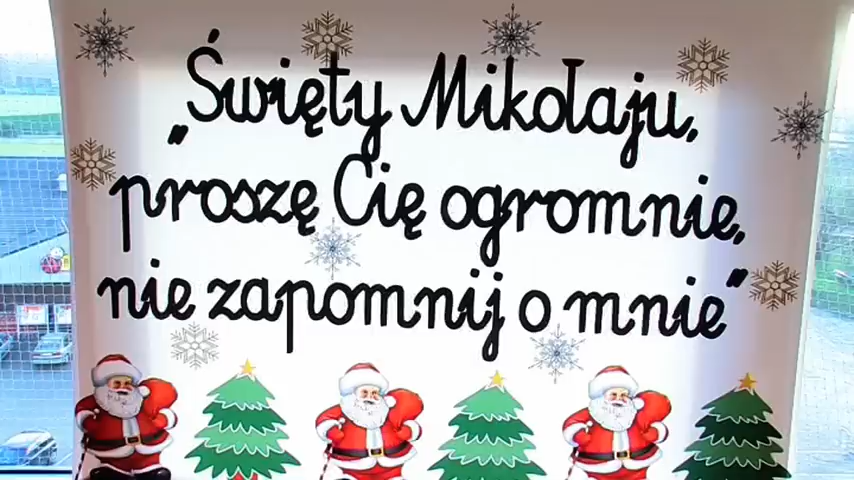 „Święty Mikołaju,
proszę Cię ogromnie,
nie zapomnij o mnie”